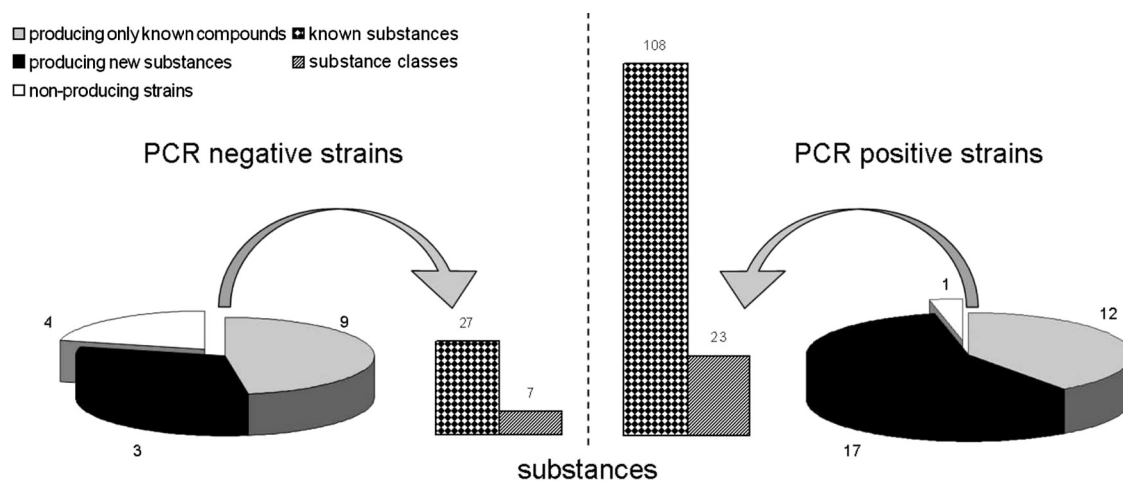 producing only known compounds
known substances
producing new substances
substance classes
non-producing strains
PCR negative strains
PCR positive strains
4
9
3
27
7
108
23
1
12
17
substances